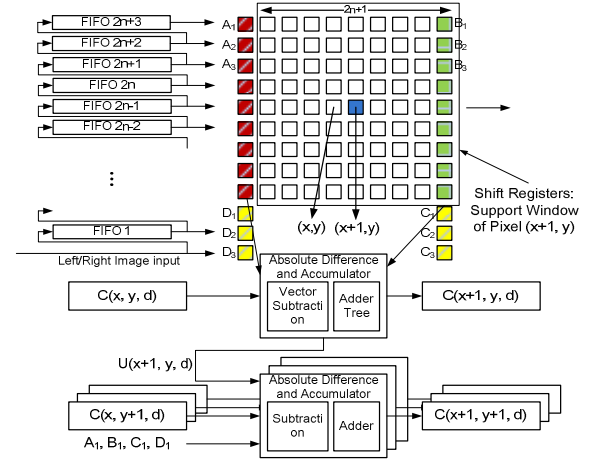 2n+1
FIFO 2n+3
A1
B1
FIFO 2n+2
A2
B2
FIFO 2n+1
A3
B3
FIFO 2n
FIFO 2n-1
FIFO 2n-2
...
Shift Registers:
Support Window
of Pixel (x+1, y)
D1
C1
(x,y)
(x+1,y)
FIFO 1
D2
C2
D3
C3
Left/Right Image input
Absolute Difference
and Accumulator
C(x, y, d)
Vector
Subtracti
on
Adder
Tree
C(x+1, y, d)
U(x+1, y, d)
Absolute Difference
and Accumulator
C(x, y+1, d)
Subtracti
on
Adder
C(x+1, y+1, d)
A1, B1, C1, D1